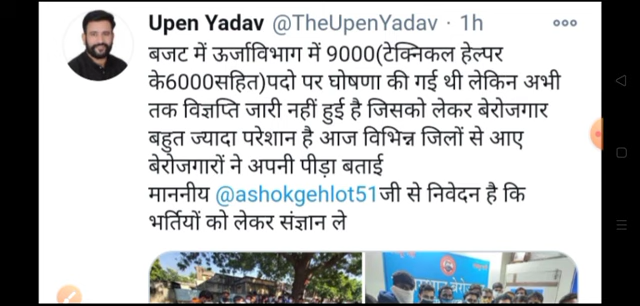 Upen Yadav @TheUpenYadav · 1h
बजट में ऊर्जाविभाग में 9000(टेक्निकल हेल्पर
के6000सहित)पदो पर घोषणा की गई थी लेकिन अभी
तक विज्ञप्ति जारी नहीं हुई है जिसको लेकर बेरोजगार
बहुत ज्यादा परेशान है आज विभिन्न जिलों से आए
बेरोजगारों ने अपनी पीड़ा बताई
माननीय @ashokgehlot51जी से निवेदन है कि
भर्तियों को लेकर संज्ञान ले